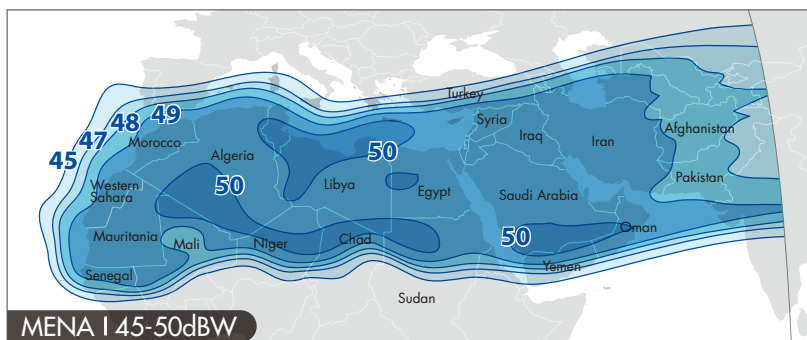 Turkey
49
48
Morocco
47
Syria
Afghanistan
50
Iraq
Iran
45
Algeria
Pakistan
50
Western
Sahara
Libya
Egypt
Saudi Arabia
Oman
Mauritania
50
Mali
Niger
Chad
Yemen
Senegal
Sudan
MENA I 45-50dBW